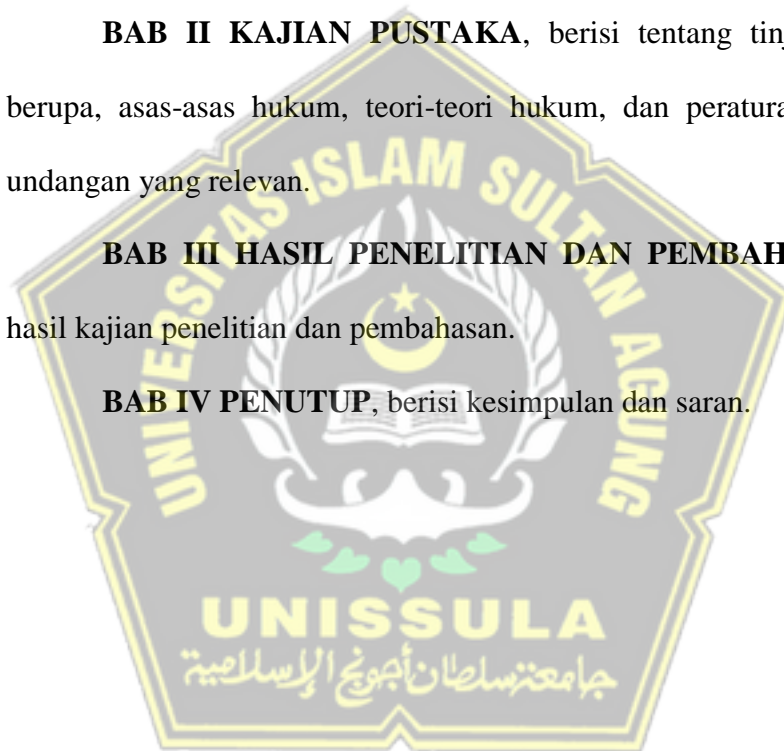 BAB II KAJIAN PUSTAKA, berisi tentang tin
berupa, asas-asas hukum, teori-teori hukum, dan peratura
undangan yang relevan.
BAB III HASIL PENELITIAN DAN PEMBAH
hasil kajian penelitian dan pembahasan.
BAB IV PENUTUP, berisi kesimpulan dan saran.
UNIVERSITAS ISLAM SULTAN AGUNG
UNISSULA
جامعة سلطان أجونج الإسلامية